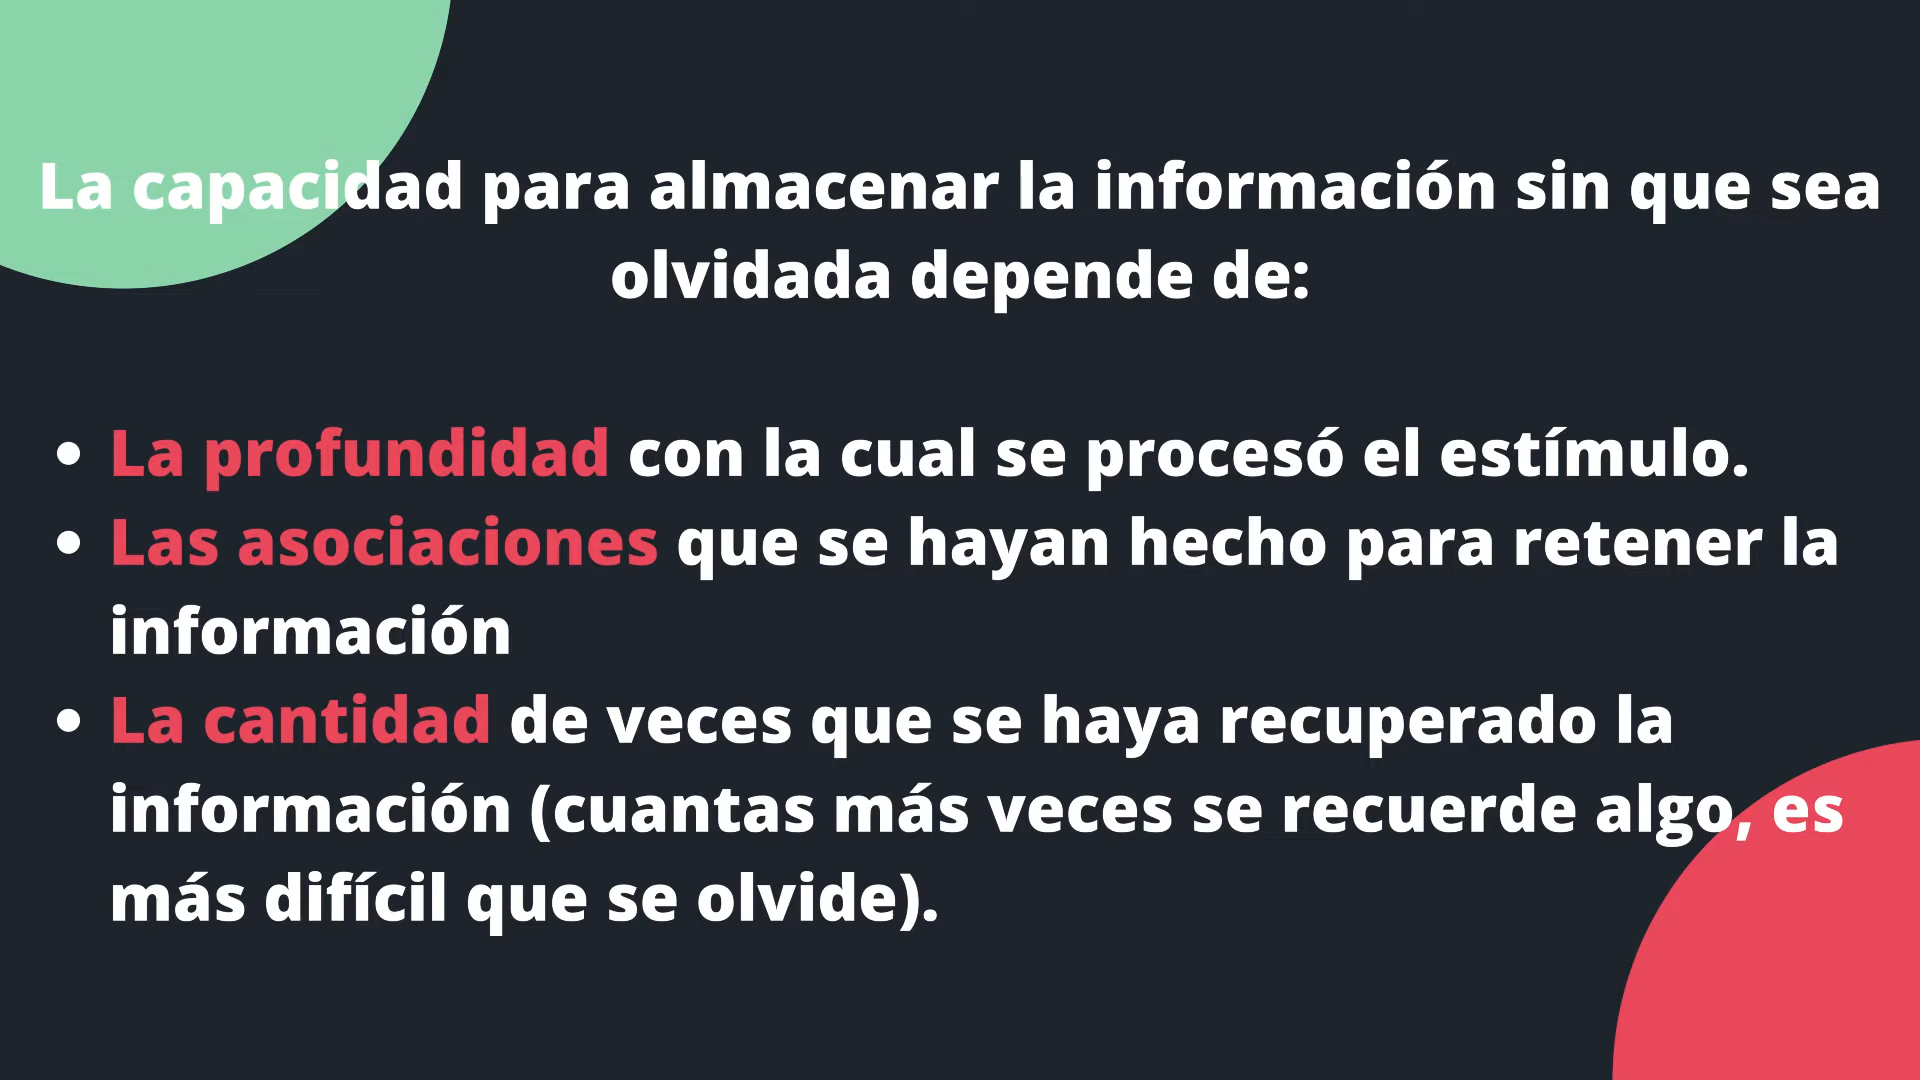 La capacidad para almacenar la información sin que sea
olvidada depende de:
• La profundidad con la cual se procesó el estímulo.
• Las asociaciones que se hayan hecho para retener la
información
• La cantidad de veces que se haya recuperado la
información (cuantas más veces se recuerde algo, es
más difícil que se olvide).